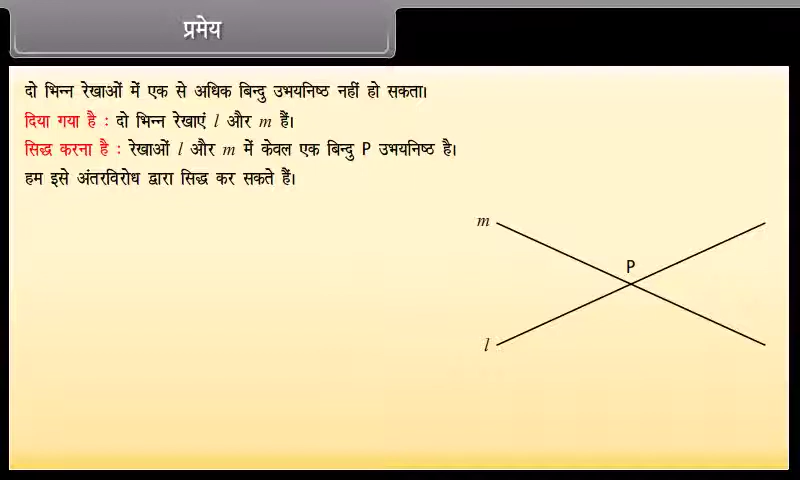 प्रमेय
दो भिन्न रेखाओं में एक से अधिक बिन्दु उभयनिष्ठ नहीं हो सकता।
दिया गया है : दो भिन्न रेखाएं l और m हैं।
सिद्ध करना है : रेखाओं l और m में केवल एक बिन्दु P उभयनिष्ठ है।
हम इसे अंतरविरोध द्वारा सिद्ध कर सकते हैं।
m
P
l